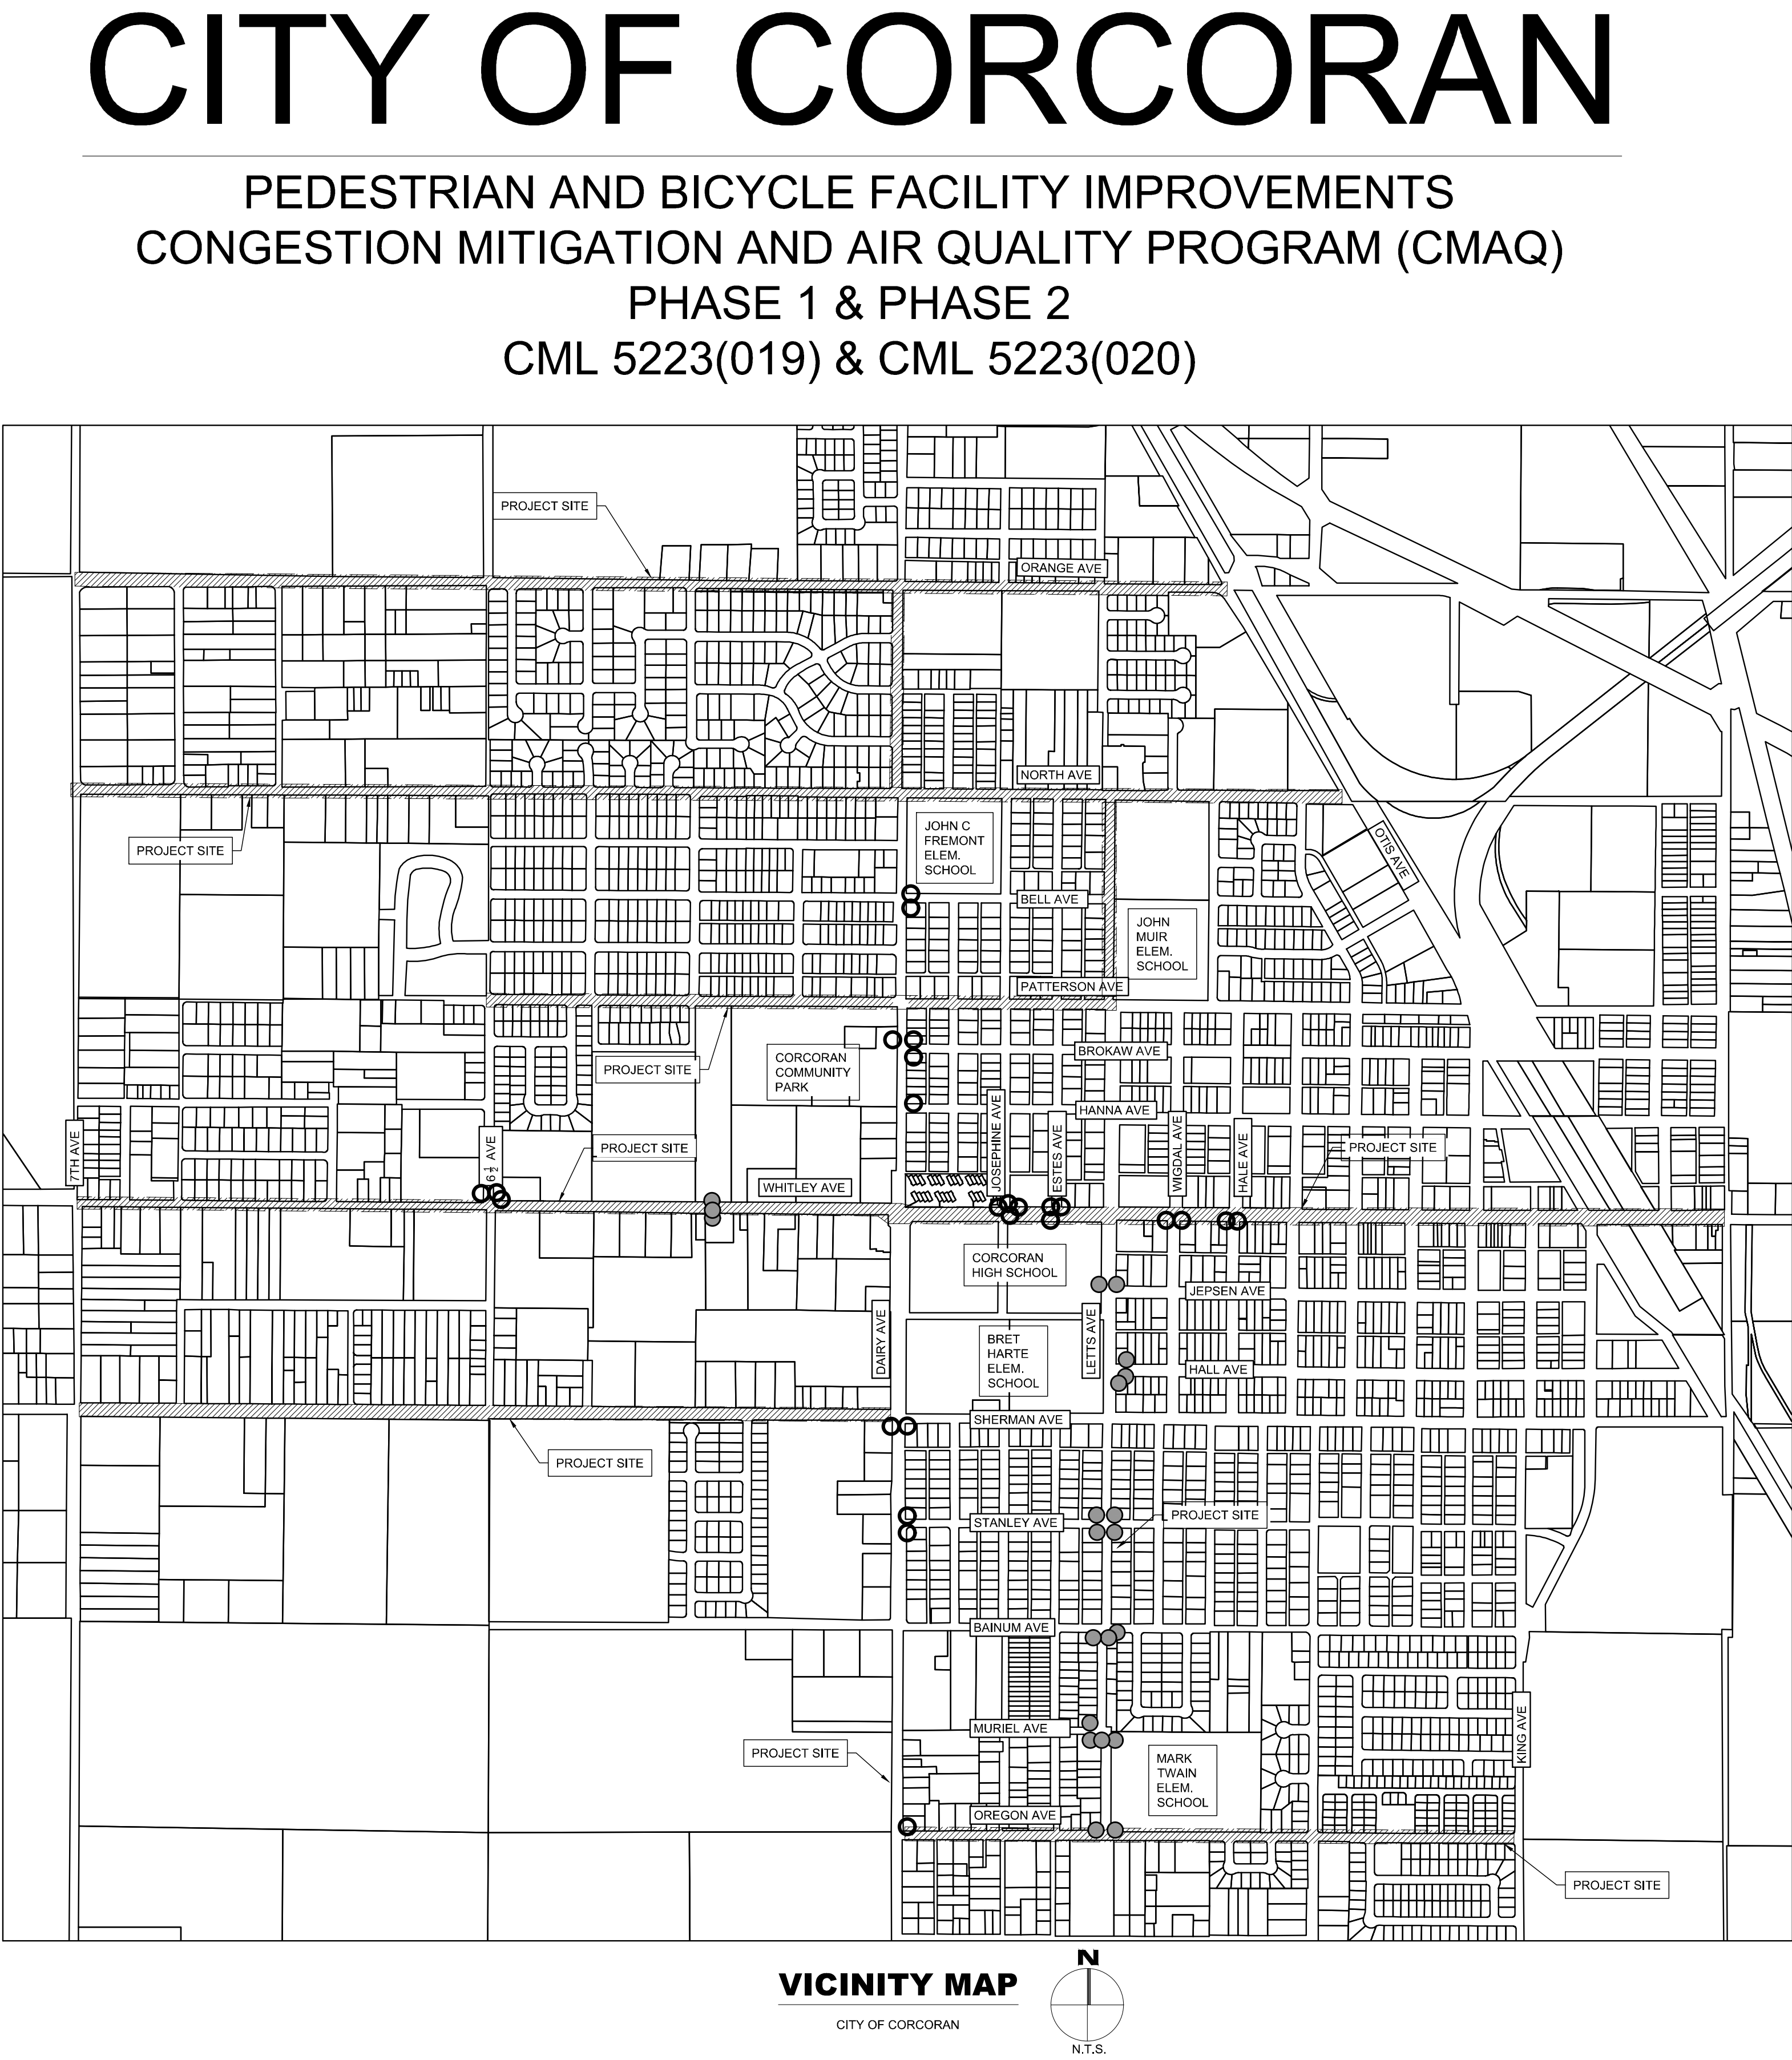 CITY OF CORCORAN
PEDESTRIAN AND BICYCLE FACILITY IMPROVEMENTS
CONGESTION MITIGATION AND AIR QUALITY PROGRAM (CMAQ)
PHASE 1 & PHASE 2
CML 5223(019) & CML 5223(020)
PROJECT SITE
ORANGE AVE
NORTH AVE
PROJECT SITE
JOHN C
FREMONT
ELEM.
SCHOOL
OTIS AVE
BELL AVE
JOHN
MUIR
ELEM.
SCHOOL
PATTERSON AVE
PROJECT SITE
CORCORAN
COMMUNITY
PARK
BROKAW AVE
HANNA AVE
7TH AVE
6 1/2 AVE
PROJECT SITE
WHITLEY AVE
JOSEPHINE AVE
ESTES AVE
WIGDAL AVE
HALE AVE
PROJECT SITE
CORCORAN
HIGH SCHOOL
JEPSEN AVE
DAIRY AVE
BRET
HARTE
ELEM.
SCHOOL
LETTS AVE
HALL AVE
SHERMAN AVE
PROJECT SITE
STANLEY AVE
PROJECT SITE
BAINUM AVE
MURIEL AVE
PROJECT SITE
MARK
TWAIN
ELEM.
SCHOOL
KING AVE
OREGON AVE
PROJECT SITE
VICINITY MAP
CITY OF CORCORAN
N
N.T.S.